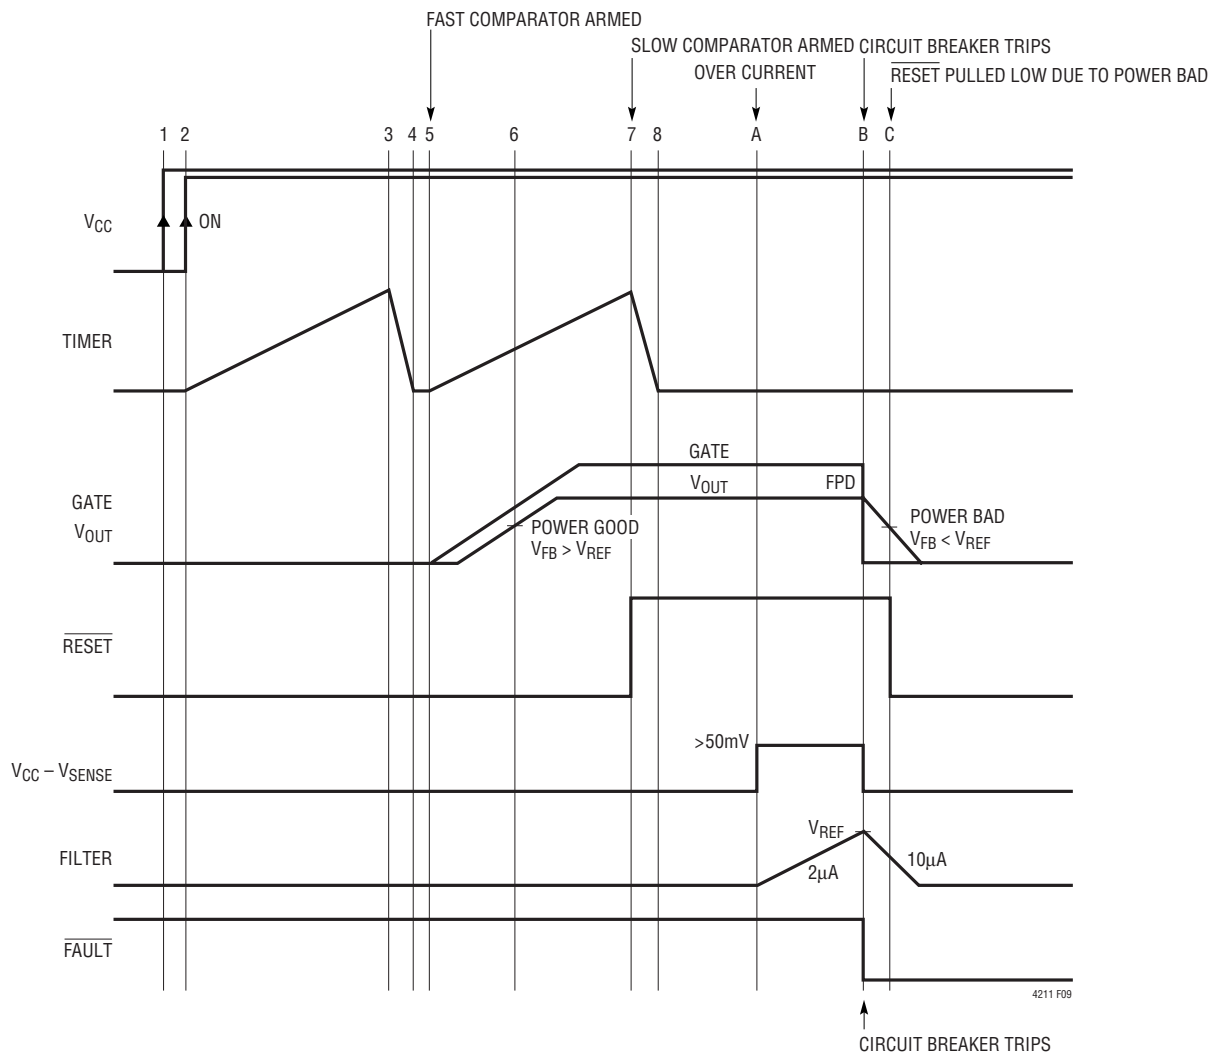 FAST COMPARATOR ARMED
SLOW COMPARATOR ARMED
CIRCUIT BREAKER TRIPS
OVER CURRENT
RESET PULLED LOW DUE TO POWER BAD
1 2 3 4 5 6 7 8 A B C
VCC
ON
TIMER
GATE
VOUT
GATE
VOUT
FPD
POWER GOOD
VFB > VREF
POWER BAD
VFB < VREF
RESET
>50mV
VCC – VSENSE
VREF
FILTER
2µA
10µA
FAULT
4211 F09
CIRCUIT BREAKER TRIPS